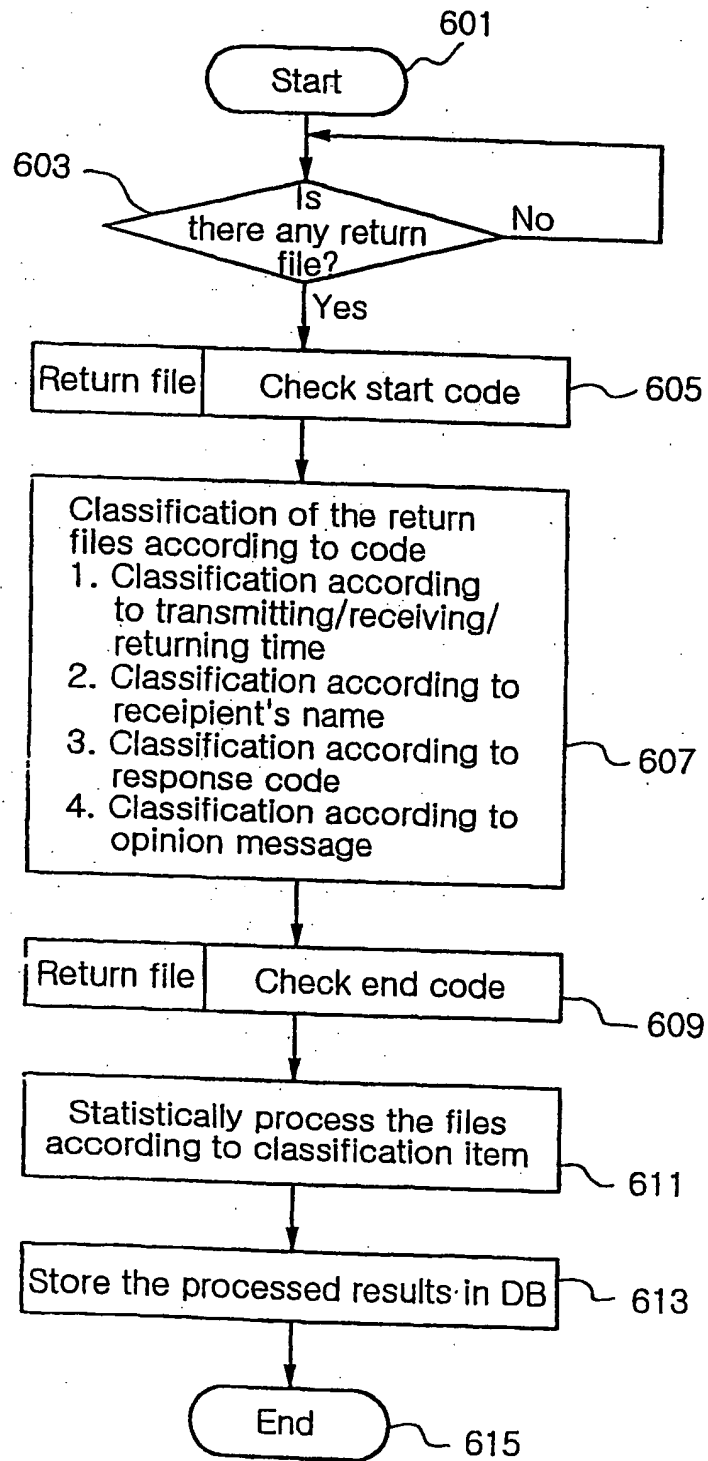 601
Start
603
Is
there any return
file?
No
Yes
Return file
Check start code
605
Classification of the return
files according to code
1. Classification according
to transmitting/receiving/
returning time
2. Classification according to
receipient's name
3. Classification according to
response code
4. Classification according to
opinion message
607
Return file
Check end code
609
Statistically process the files
according to classification item
611
Store the processed results in DB
613
End
615